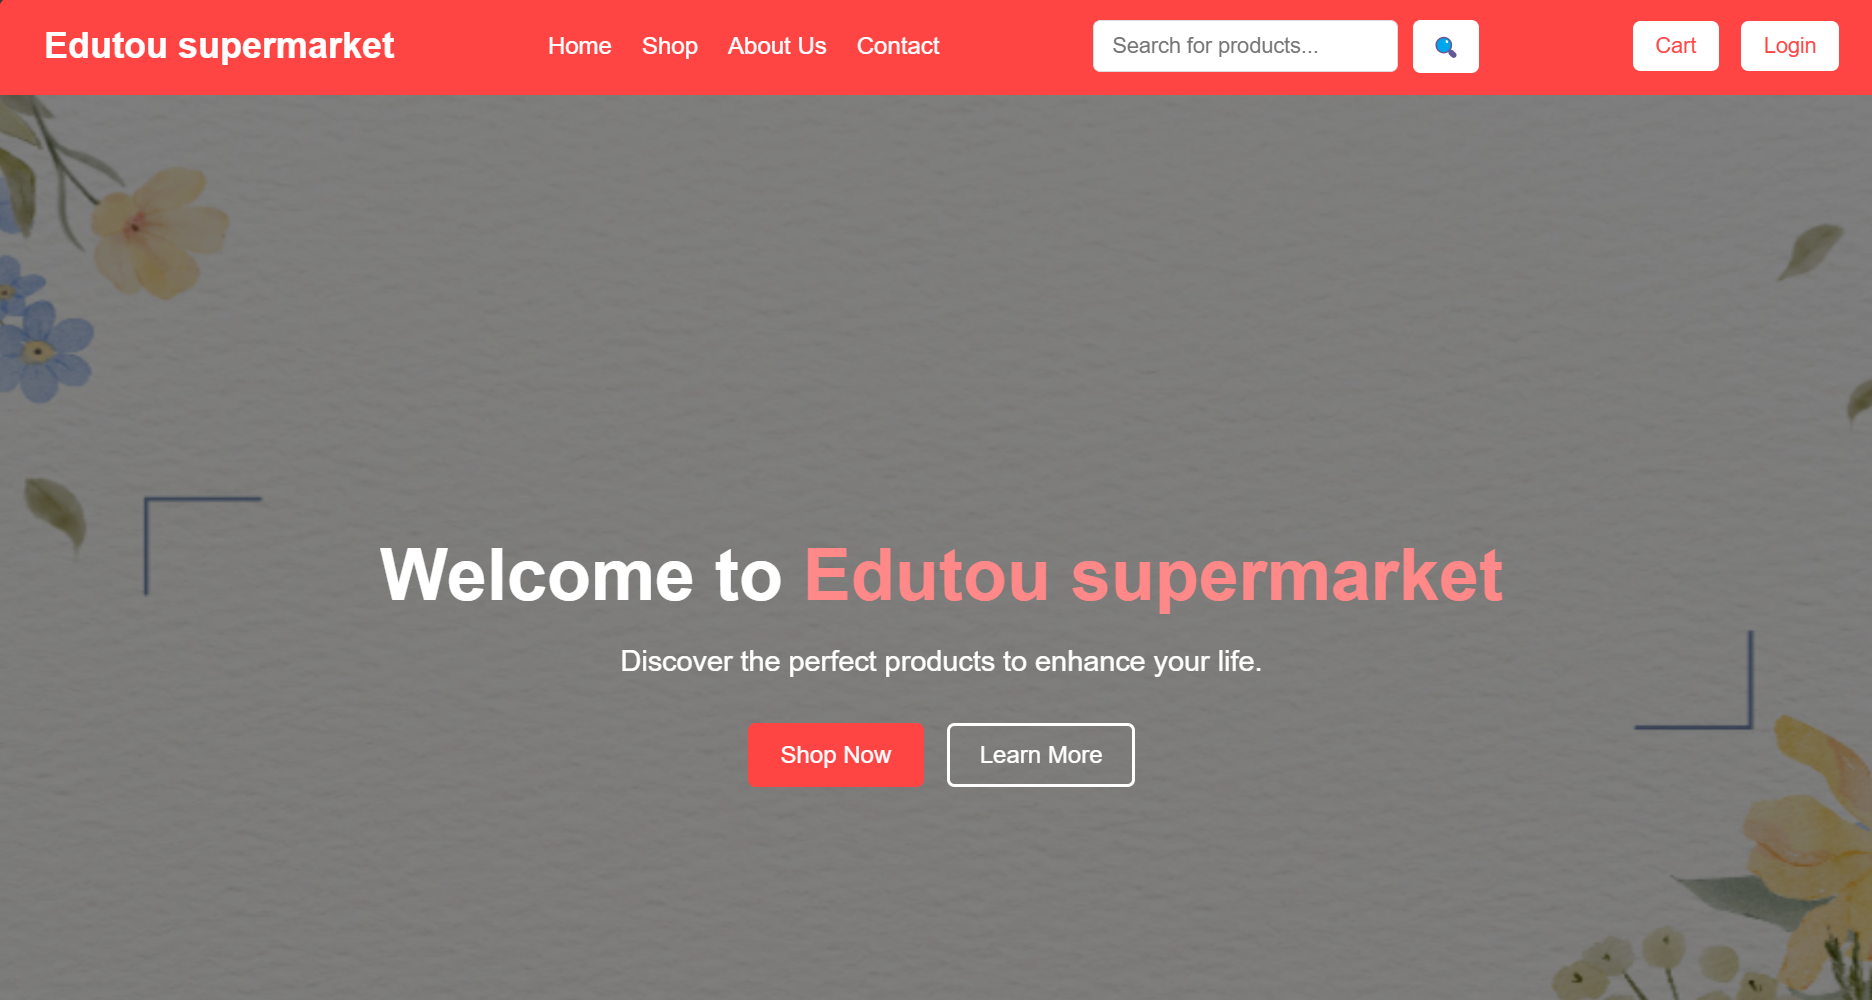 Edutou supermarket
Home Shop About Us Contact
Search for products...
Cart Login
Welcome to Edutou supermarket
Discover the perfect products to enhance your life.
Shop Now Learn More